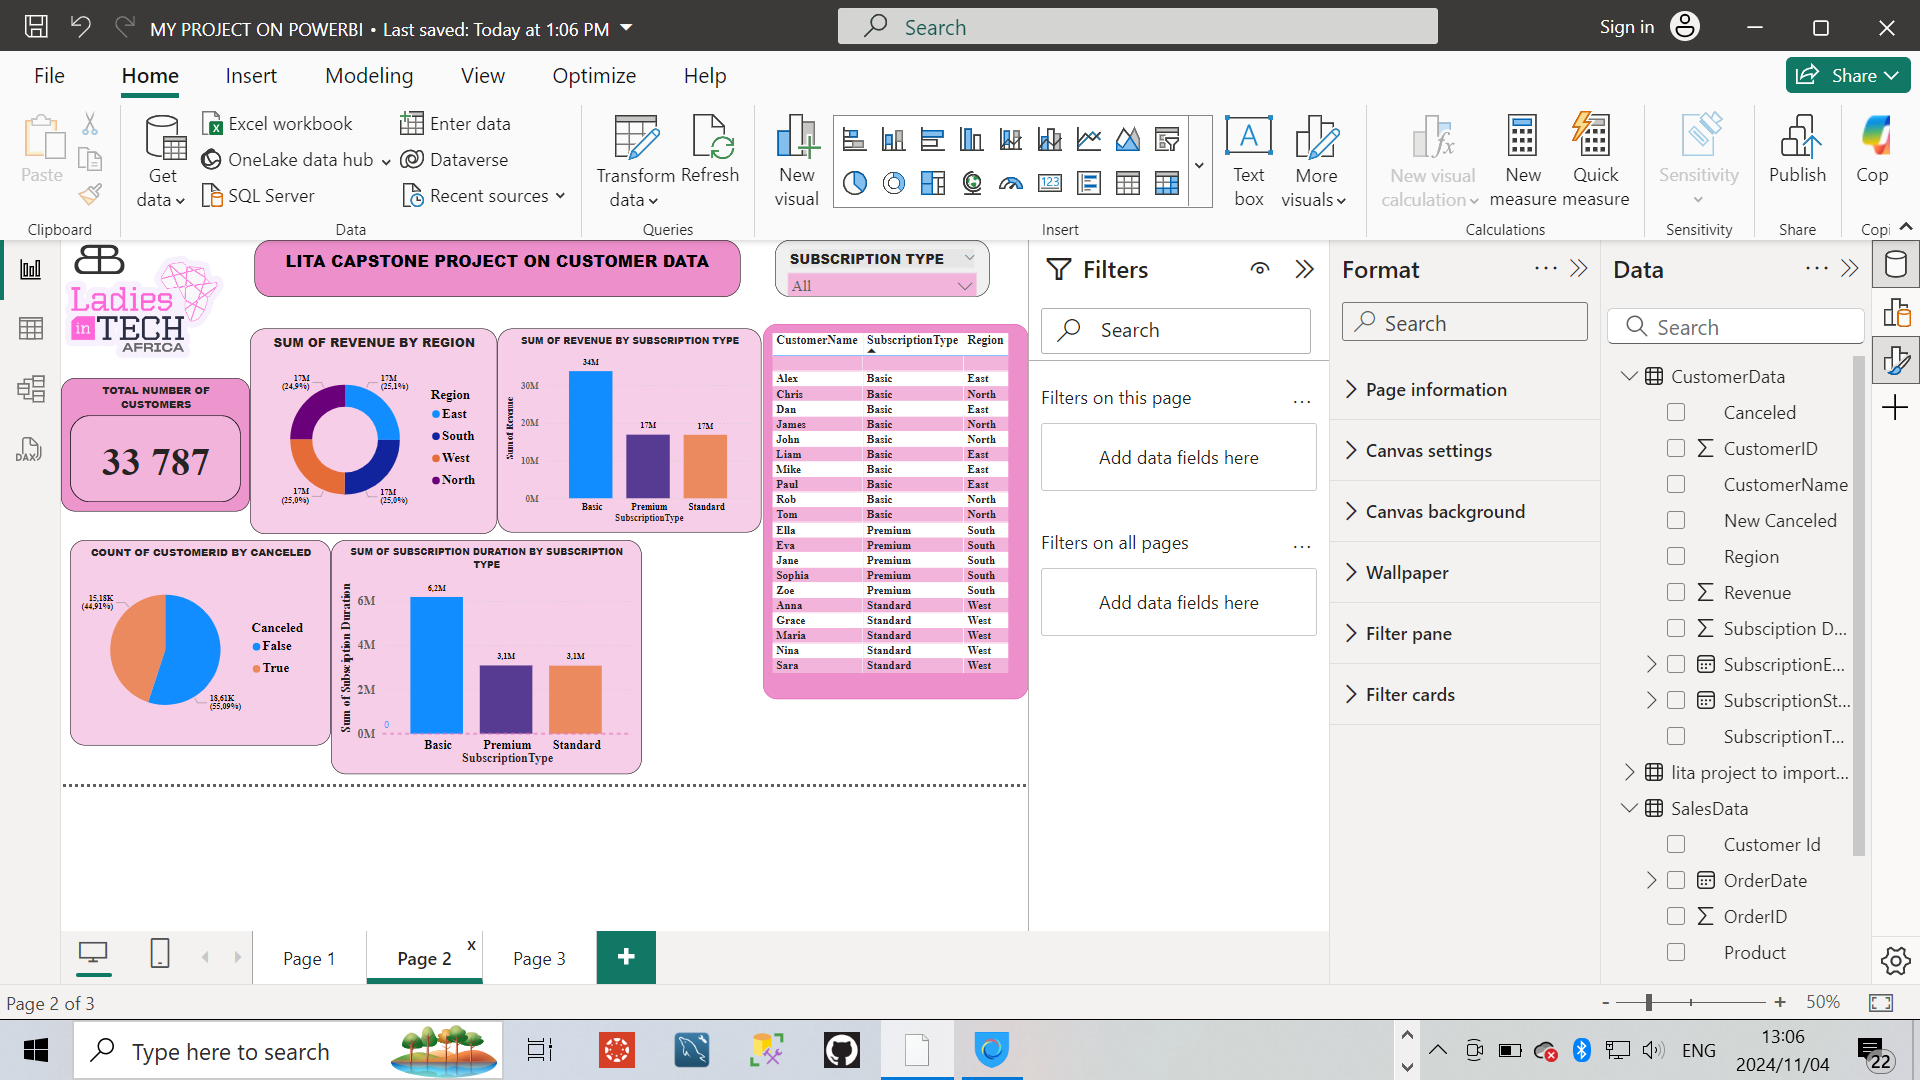 MY PROJECT ON POWERBI • Last saved: Today at 1:06 PM
Search
Sign in
File
Home
Insert
Modeling
View
Optimize
Help
Share
Paste
Clipboard
Get data
Excel workbook
OneLake data hub
SQL Server
Enter data
Dataverse
Recent sources
Data
Transform data
Refresh
Queries
New visual
123
A
Text box
More visuals
Insert
New visual calculation
New measure
Quick measure
Calculations
Sensitivity
Sensitivity
Publish
Share
Cop
Copi
DAX
Ladies
in TECH
AFRICA
LITA CAPSTONE PROJECT ON CUSTOMER DATA
SUBSCRIPTION TYPE
All
TOTAL NUMBER OF
CUSTOMERS
33 787
SUM OF REVENUE BY REGION
17M
(24,9%)
17M
(25,1%)
17M
(25,0%)
17M
(25,0%)
Region
East
South
West
North
SUM OF REVENUE BY SUBSCRIPTION TYPE
Sum of Revenue
30M
20M
10M
0M
34M
17M
17M
Basic
Premium
Standard
SubscriptionType
CustomerName SubscriptionType Region
Alex Basic East
Chris Basic North
Dan Basic East
James Basic North
John Basic North
Liam Basic East
Mike Basic East
Paul Basic East
Rob Basic North
Tom Basic North
Ella Premium South
Eva Premium South
Jane Premium South
Sophia Premium South
Zoe Premium South
Anna Standard West
Grace Standard West
Maria Standard West
Nina Standard West
Sara Standard West
COUNT OF CUSTOMERID BY CANCELED
15,18K
(44,91%)
18,61K
(55,09%)
Canceled
False
True
SUM OF SUBSCRIPTION DURATION BY SUBSCRIPTION
TYPE
Sum of Subsciption Duration
6M
4M
2M
0M
0
6,2M
3,1M
3,1M
Basic
Premium
Standard
SubscriptionType
Filters
Search
Filters on this page
Add data fields here
Filters on all pages
Add data fields here
Format
Search
Page information
Canvas settings
Canvas background
Wallpaper
Filter pane
Filter cards
Data
Search
CustomerData
Canceled
CustomerID
CustomerName
New Canceled
Region
Revenue
Subsciption D...
SubscriptionE...
SubscriptionSt...
SubscriptionT...
lita project to import...
SalesData
Customer Id
OrderDate
OrderID
Product
Page 1
Page 2
x
Page 3
Page 2 of 3
50%
Type here to search
ENG
13:06
2024/11/04
22